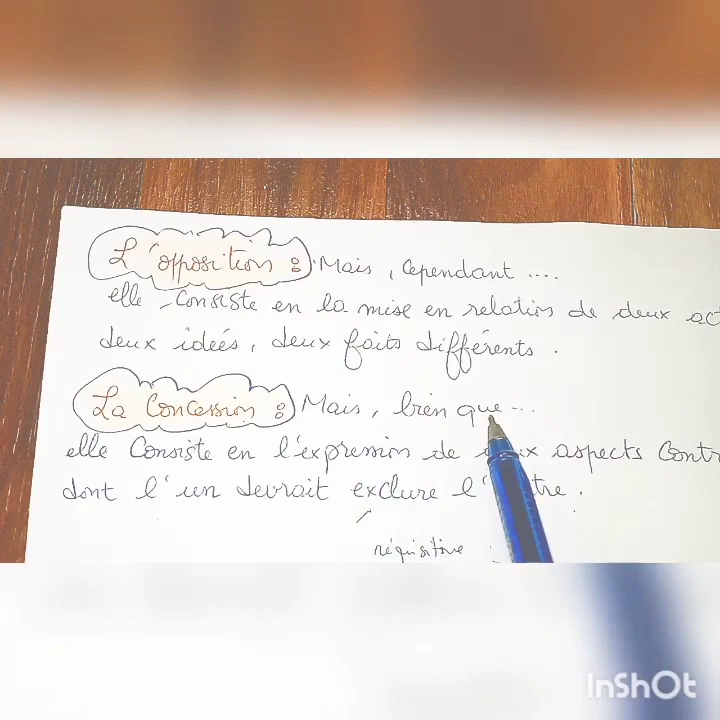 L'opposition : Mais, Cependant ....
elle Consiste en la mise en relation de deux
deux idées, deux faits différents.
La Concession : Mais, bien que ...
elle Consiste en l'expression de aspects
dont l'un devrait exclure l'
réquisitoire
InShOt